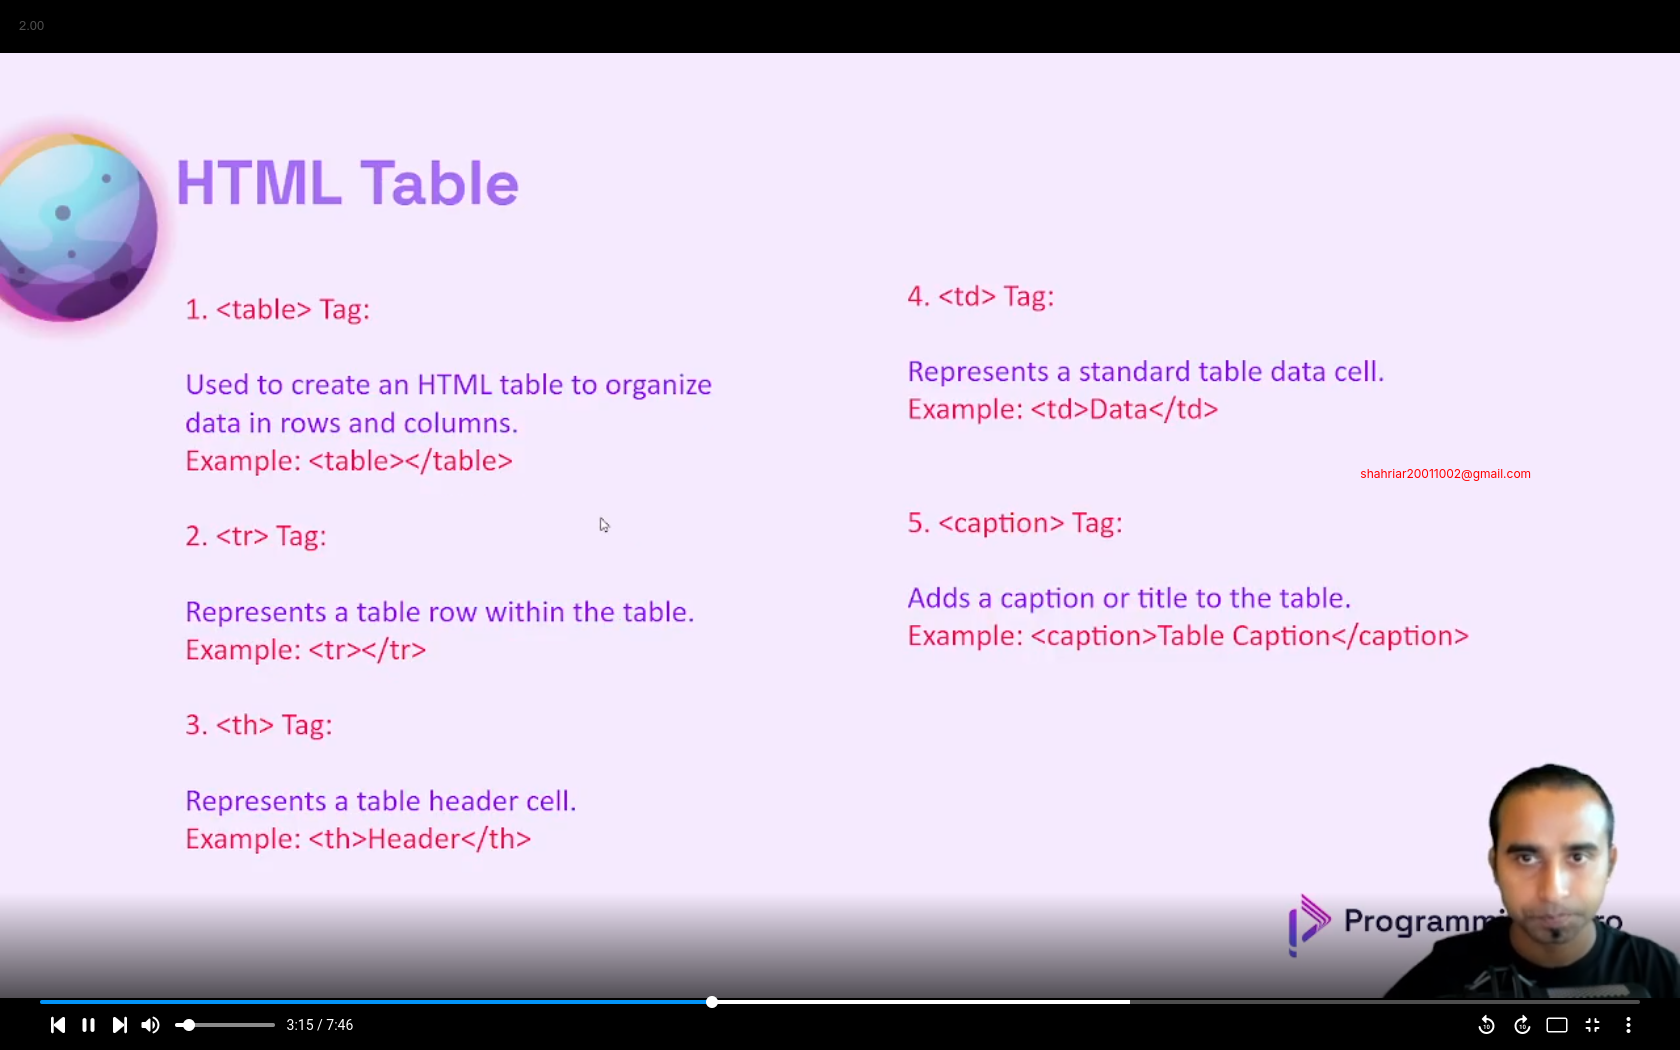 2.00
HTML Table
1. <table> Tag:
Used to create an HTML table to organize
data in rows and columns.
Example: <table></table>
2. <tr> Tag:
Represents a table row within the table.
Example: <tr></tr>
3. <th> Tag:
Represents a table header cell.
Example: <th>Header</th>
4. <td> Tag:
Represents a standard table data cell.
Example: <td>Data</td>
shahriar20011002@gmail.com
5. <caption> Tag:
Adds a caption or title to the table.
Example: <caption>Table Caption</caption>
3:15 / 7:46
10
10